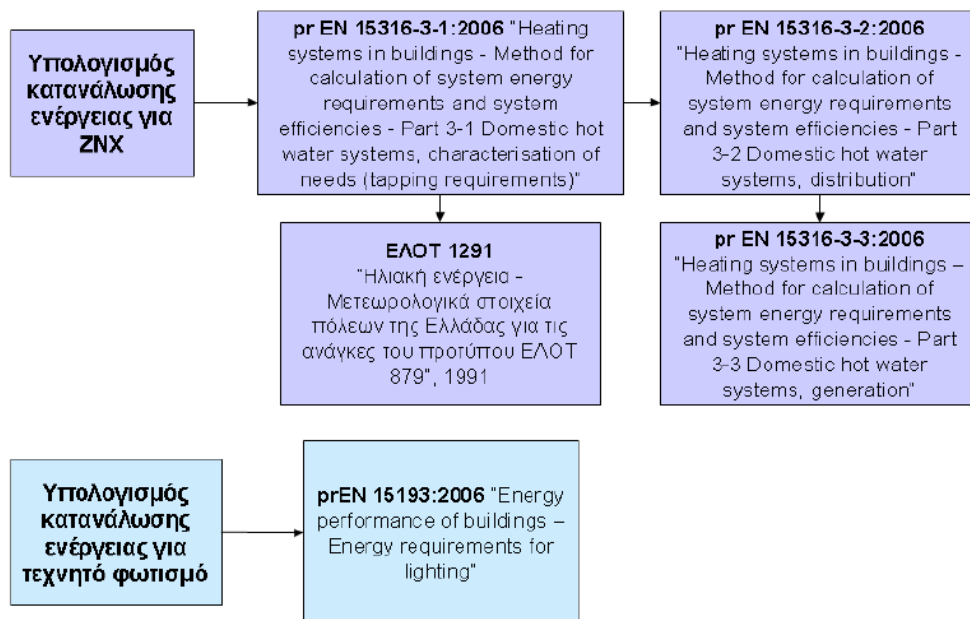 Υπολογισμός
κατανάλωσης
ενέργειας για
ΖΝΧ
pr EN 15316-3-1:2006 "Heating
systems in buildings - Method for
calculation of system energy
requirements and system
efficiencies - Part 3-1 Domestic hot
water systems, characterisation of
needs (tapping requirements)"
pr EN 15316-3-2:2006
"Heating systems in buildings -
Method for calculation of
system energy requirements
and system efficiencies - Part
3-2 Domestic hot water
systems, distribution"
ΕΛΟΤ 1291
"Ηλιακή ενέργεια -
Μετεωρολογικά στοιχεία
πόλεων της Ελλάδας για τις
ανάγκες του προτύπου ΕΛΟΤ
879", 1991
pr EN 15316-3-3:2006
"Heating systems in buildings –
Method for calculation of
system energy requirements
and system efficiencies - Part
3-3 Domestic hot water
systems, generation"
Υπολογισμός
κατανάλωσης
ενέργειας για
τεχνητό φωτισμό
prEN 15193:2006 "Energy
performance of buildings –
Energy requirements for
lighting"